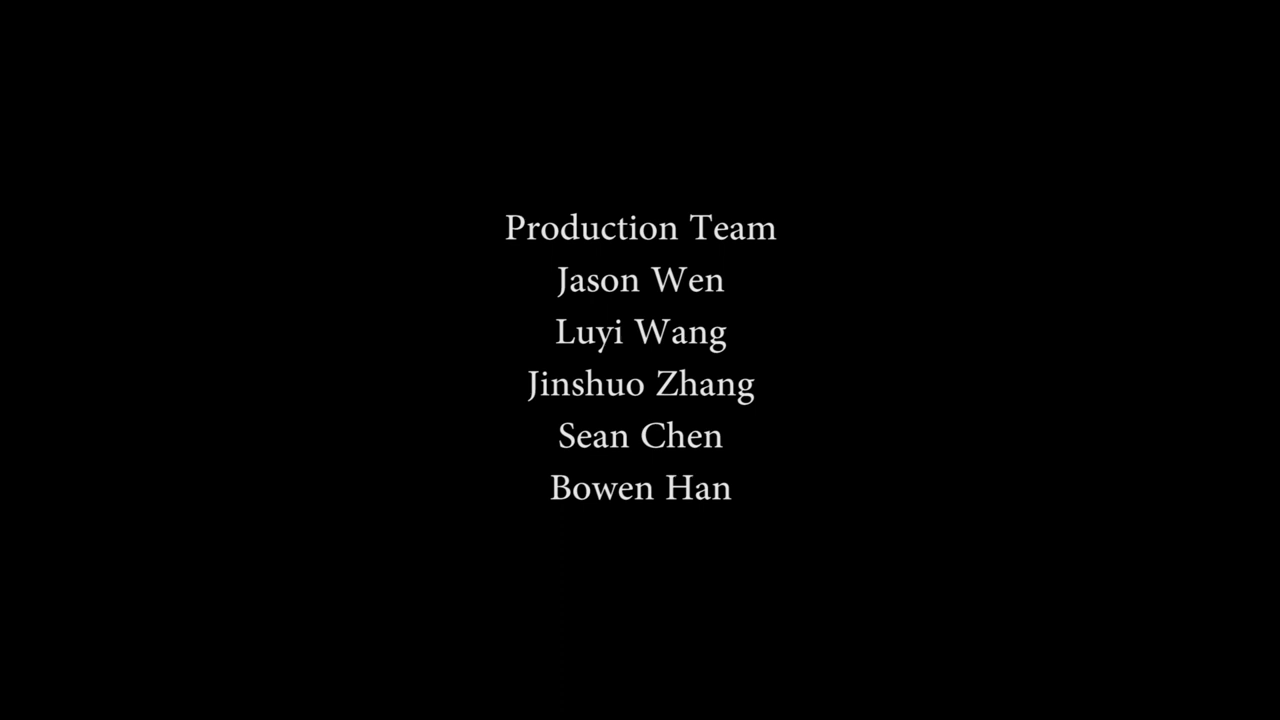 Production Team
Jason Wen
Luyi Wang
Jinshuo Zhang
Sean Chen
Bowen Han